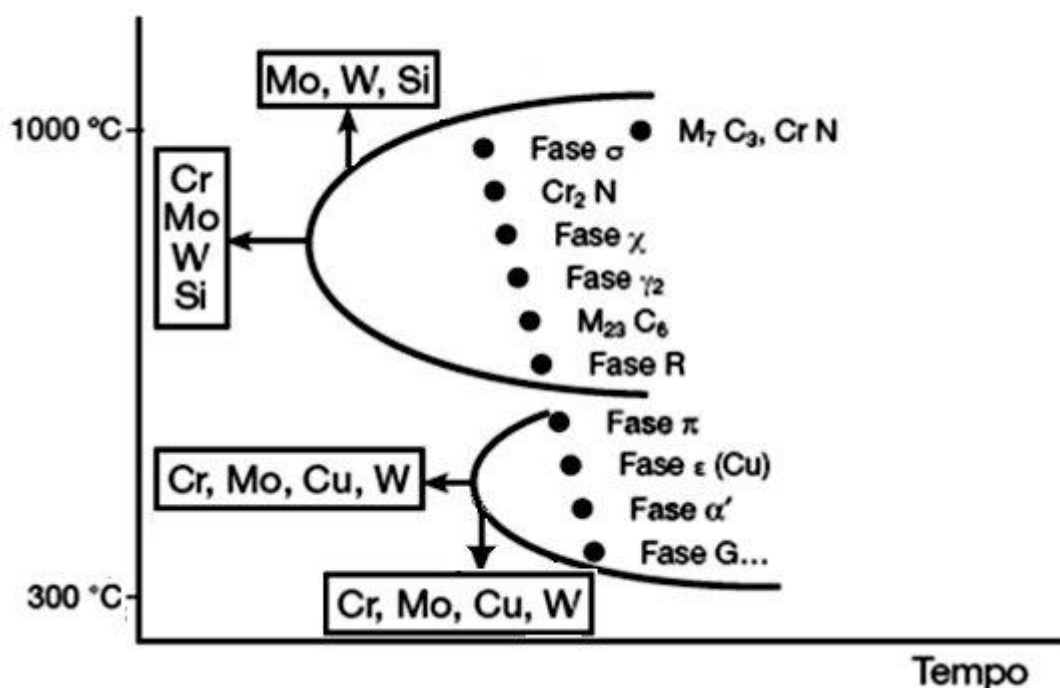 Mo, W, Si
1000 °C
M₇ C₃, Cr N
Fase σ
Cr
Mo
W
Si
Cr₂ N
Fase χ
Fase γ₂
M₂₃ C₆
Fase R
Fase π
Cr, Mo, Cu, W
Fase ε (Cu)
Fase α′
Fase G...
300 °C
Cr, Mo, Cu, W
Tempo